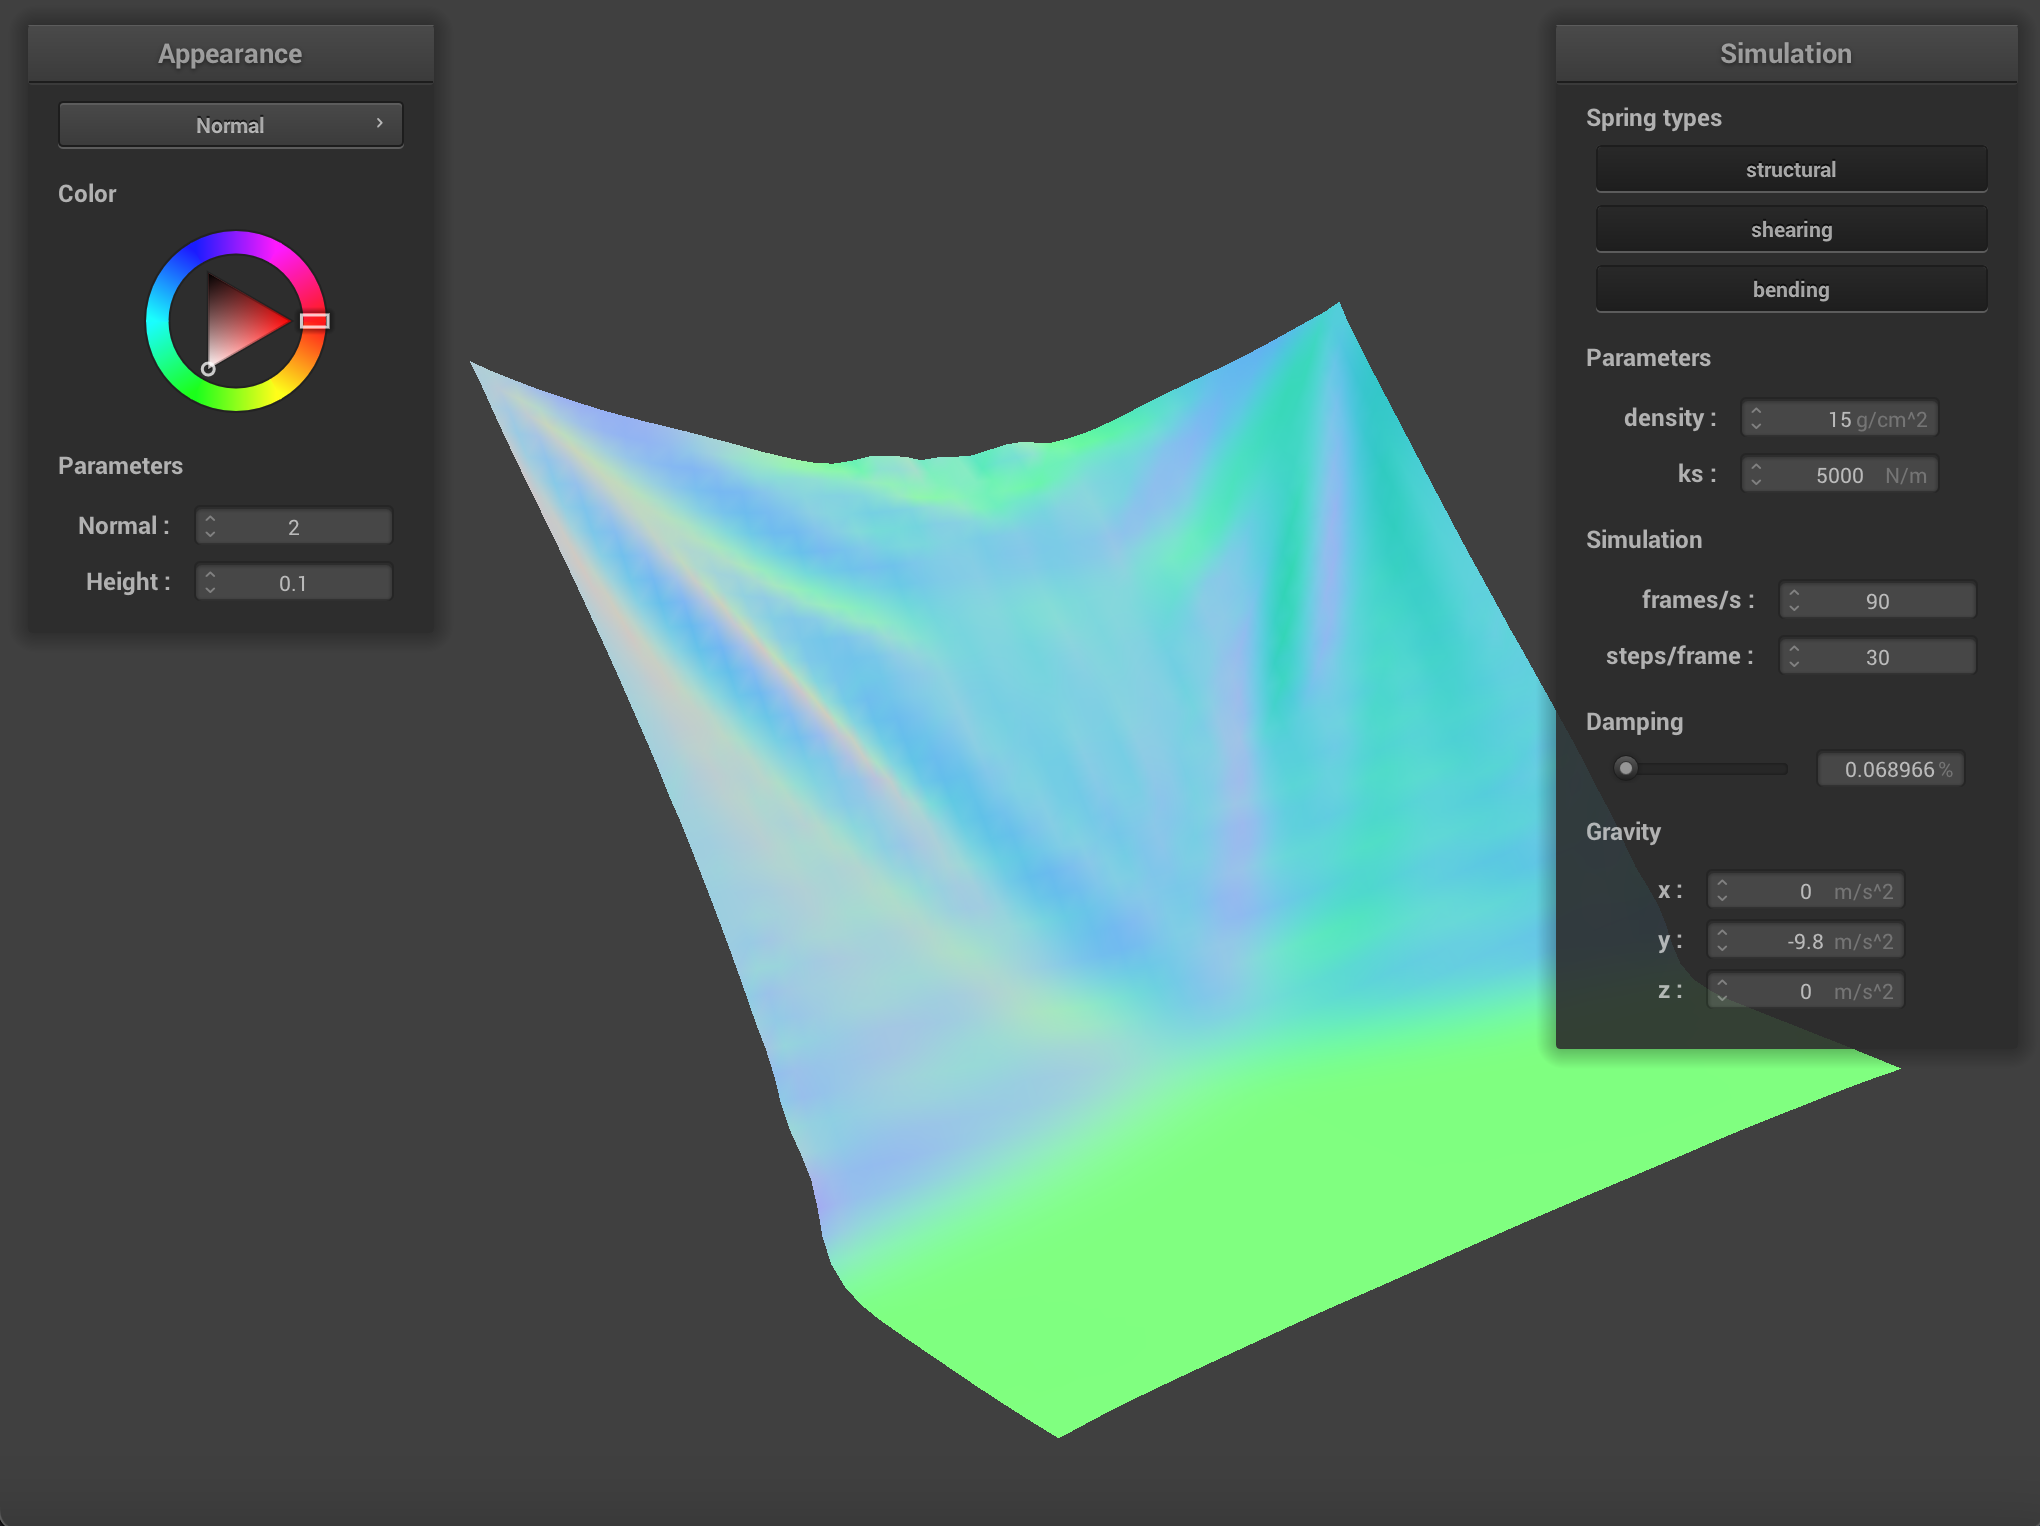 Appearance
Normal
Color
Parameters
Normal : 2
Height : 0.1
Simulation
Spring types
structural
shearing
bending
Parameters
density : 15 g/cm^2
ks : 5000 N/m
Simulation
frames/s : 90
steps/frame : 30
Damping
0.068966 %
Gravity
x : 0 m/s^2
y : -9.8 m/s^2
z : 0 m/s^2